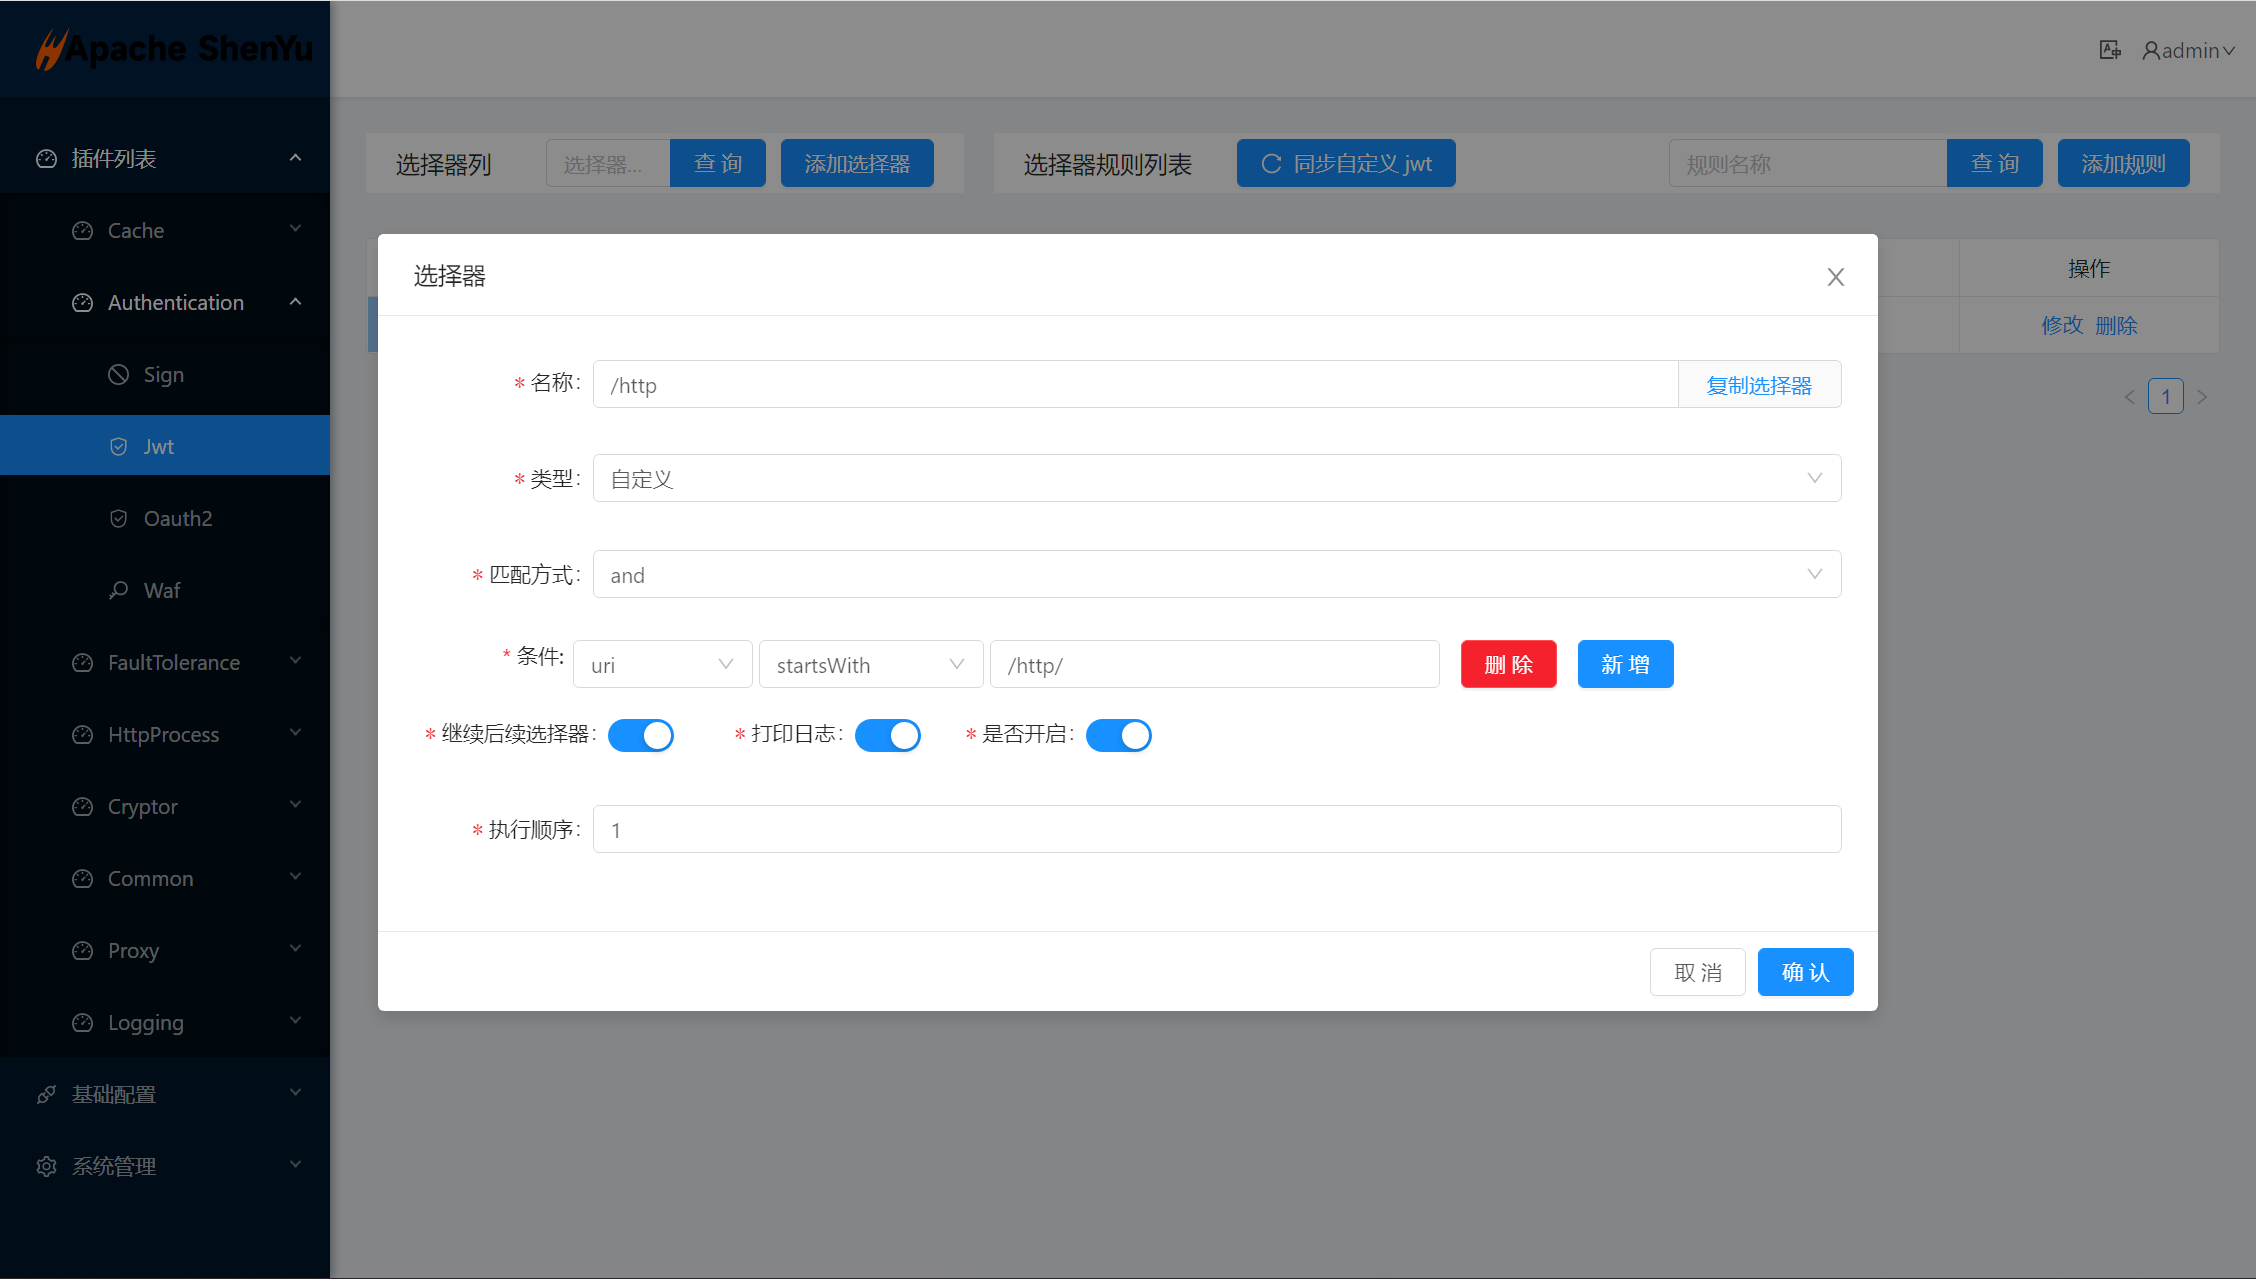 Apache ShenYu
admin
插件列表
Cache
Authentication
Sign
Jwt
Oauth2
Waf
FaultTolerance
HttpProcess
Cryptor
Common
Proxy
Logging
基础配置
系统管理
选择器列 选择器... 查 询 添加选择器
选择器规则列表 同步自定义 jwt 规则名称 查 询 添加规则
操作
修改 删除
1
选择器
* 名称: /http 复制选择器
* 类型: 自定义
* 匹配方式: and
* 条件: uri startsWith /http/ 删 除 新 增
* 继续后续选择器: * 打印日志: * 是否开启:
* 执行顺序: 1
取 消 确 认